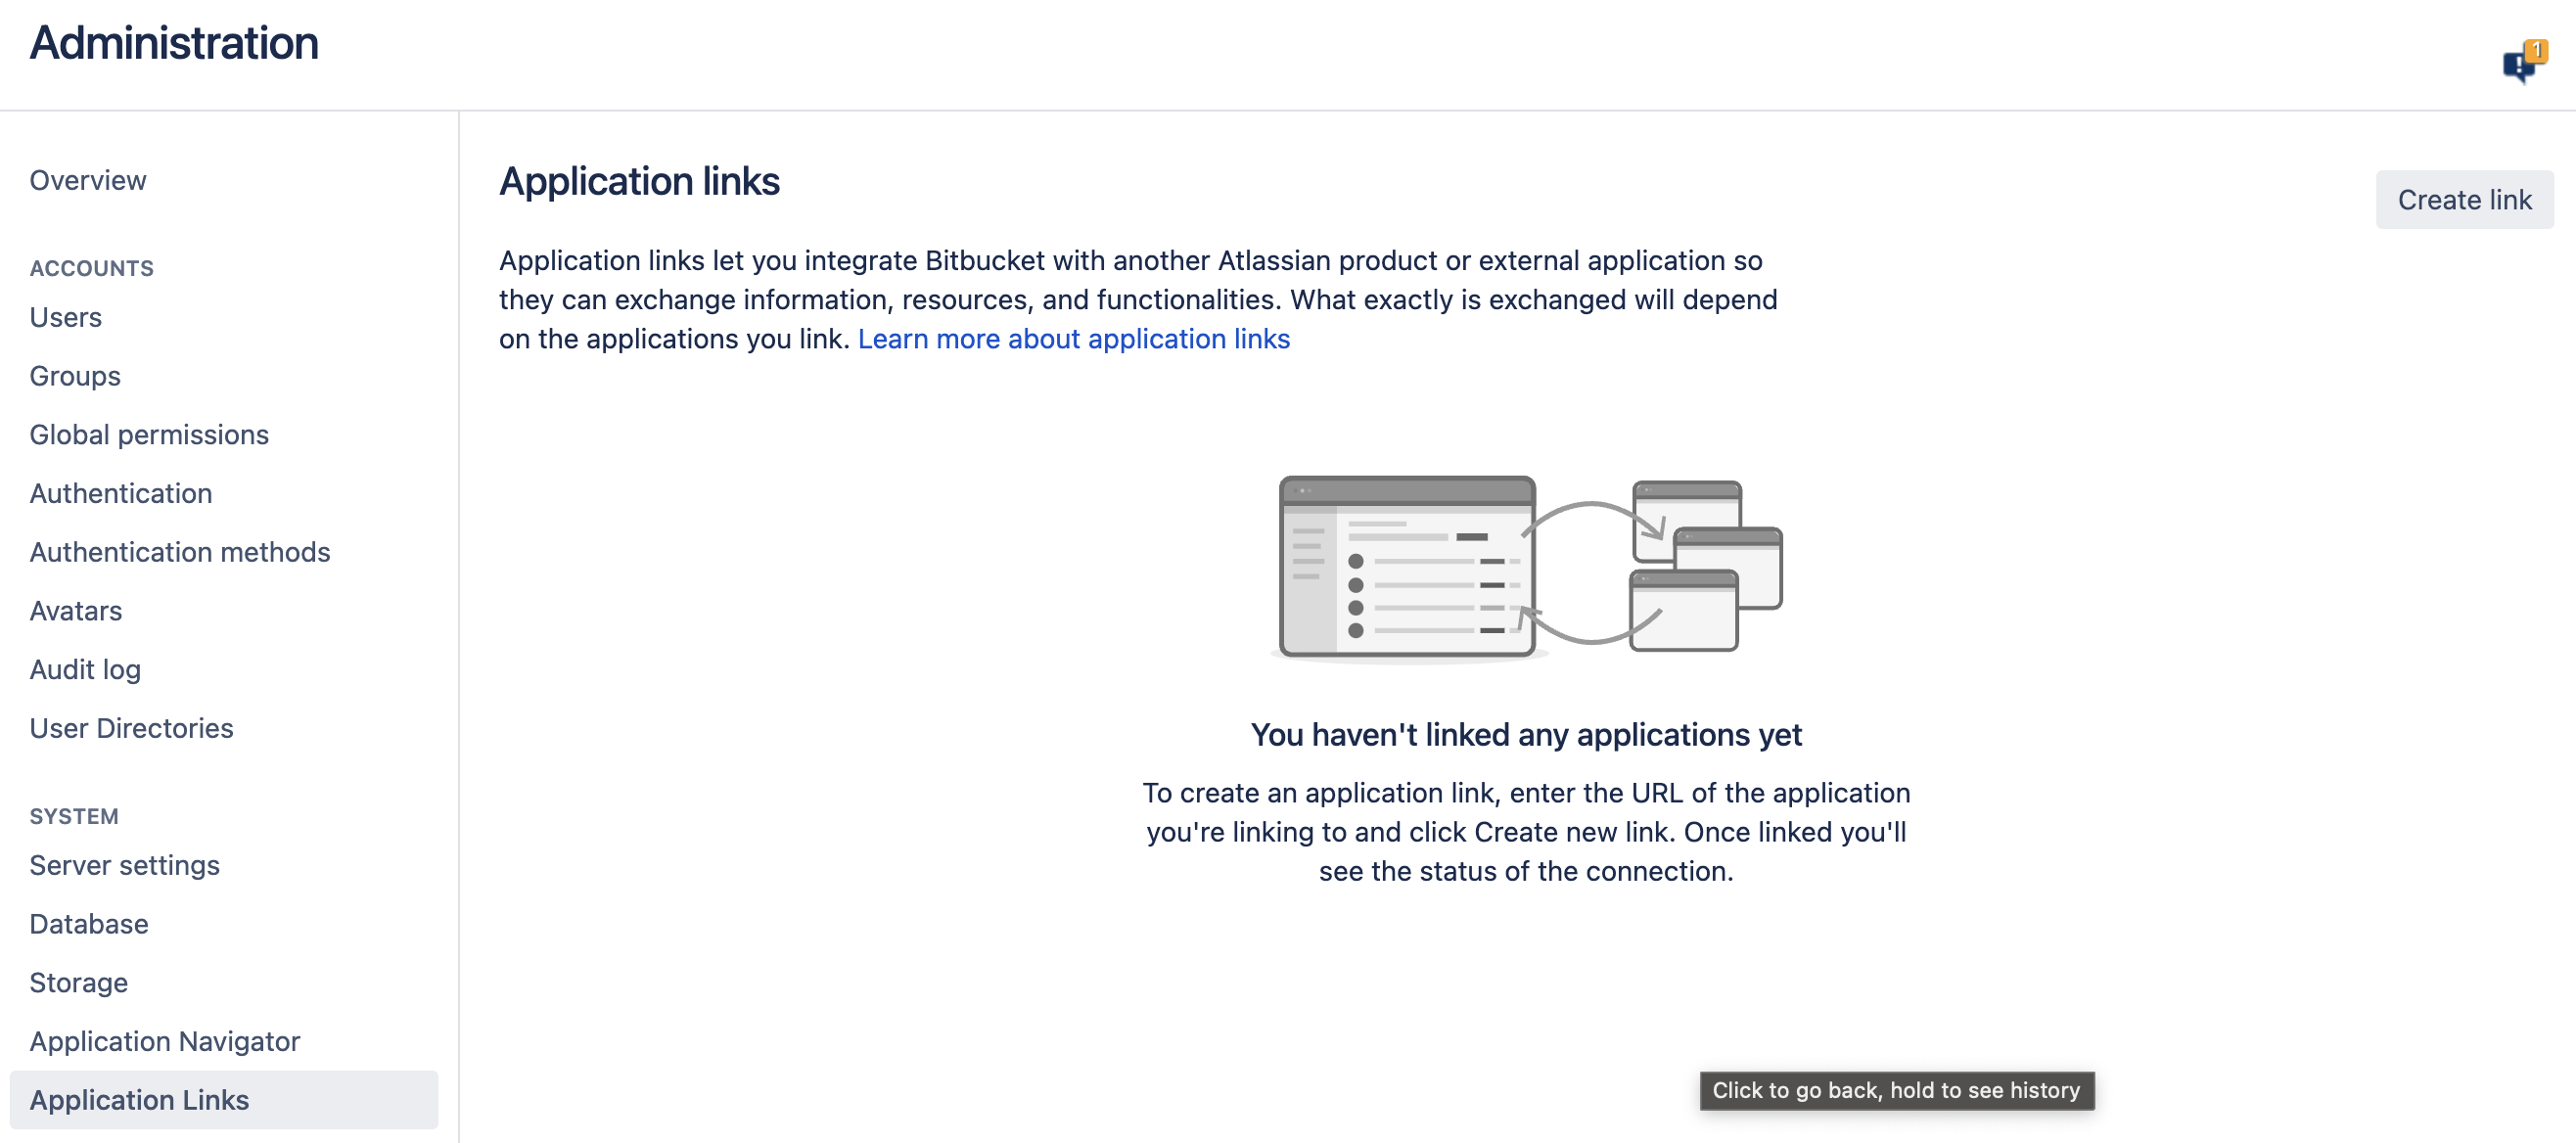 Administration
1
Overview
ACCOUNTS
Users
Groups
Global permissions
Authentication
Authentication methods
Avatars
Audit log
User Directories
SYSTEM
Server settings
Database
Storage
Application Navigator
Application Links
Application links
Create link
Application links let you integrate Bitbucket with another Atlassian product or external application so
they can exchange information, resources, and functionalities. What exactly is exchanged will depend
on the applications you link. Learn more about application links
You haven't linked any applications yet
To create an application link, enter the URL of the application
you're linking to and click Create new link. Once linked you'll
see the status of the connection.
Click to go back, hold to see history